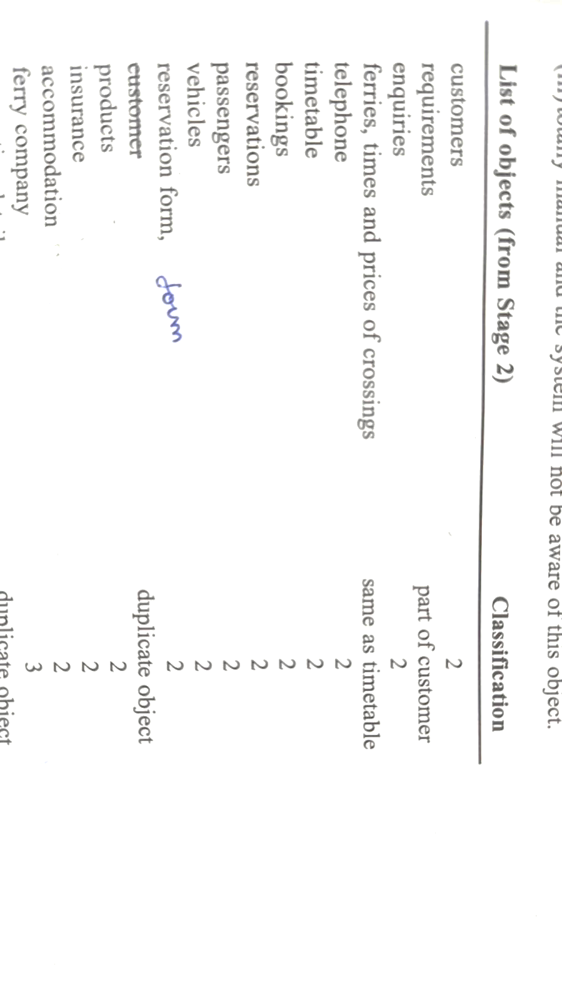 totally manual and the system will not be aware of this object.
List of objects (from Stage 2) Classification
customers 2
requirements part of customer
enquiries 2
ferries, times and prices of crossings same as timetable
telephone 2
timetable 2
bookings 2
reservations 2
passengers 2
vehicles 2
reservation form, form 2
customer duplicate object
products 2
insurance 2
accommodation 2
ferry company 3
duplicate object